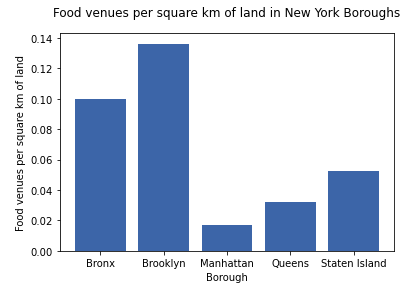 Food venues per square km of land in New York Boroughs
Food venues per square km of land
0.14
0.12
0.10
0.08
0.06
0.04
0.02
0.00
Bronx
Brooklyn
Manhattan
Queens
Staten Island
Borough